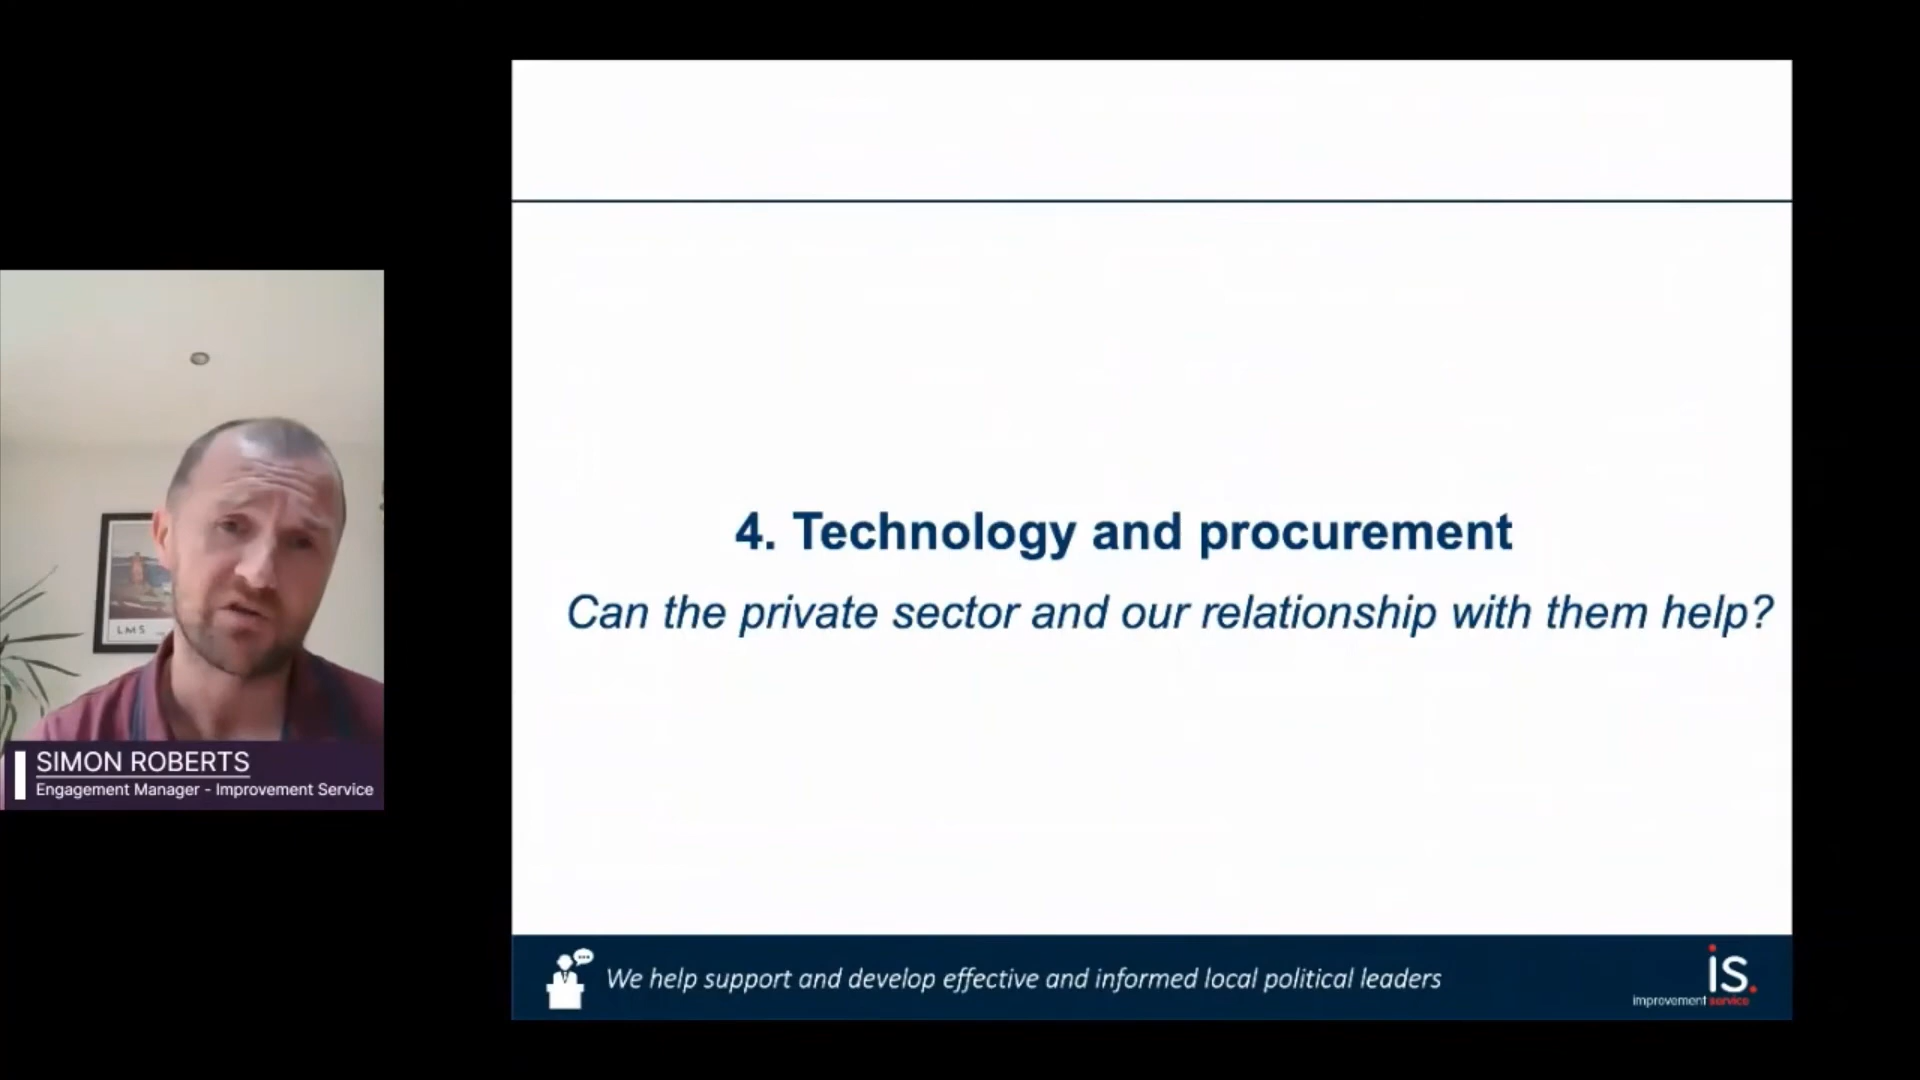 4. Technology and procurement
Can the private sector and our relationship with them help?
LMS
SIMON ROBERTS
Engagement Manager - Improvement Service
We help support and develop effective and informed local political leaders
is.
improvement service